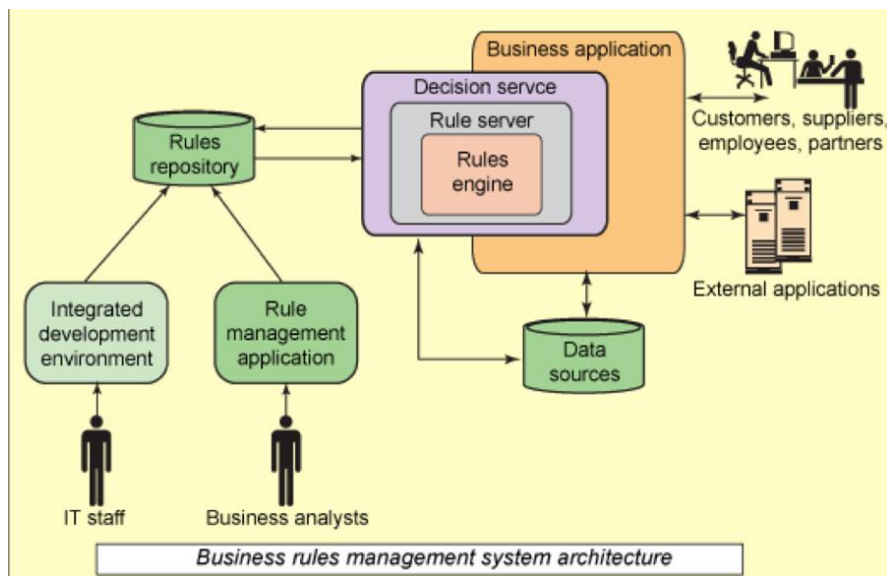 Business application
Decision servce
Rule server
Rules
engine
Rules
repository
Customers, suppliers,
employees, partners
External applications
Integrated
development
environment
Rule
management
application
Data
sources
IT staff
Business analysts
Business rules management system architecture